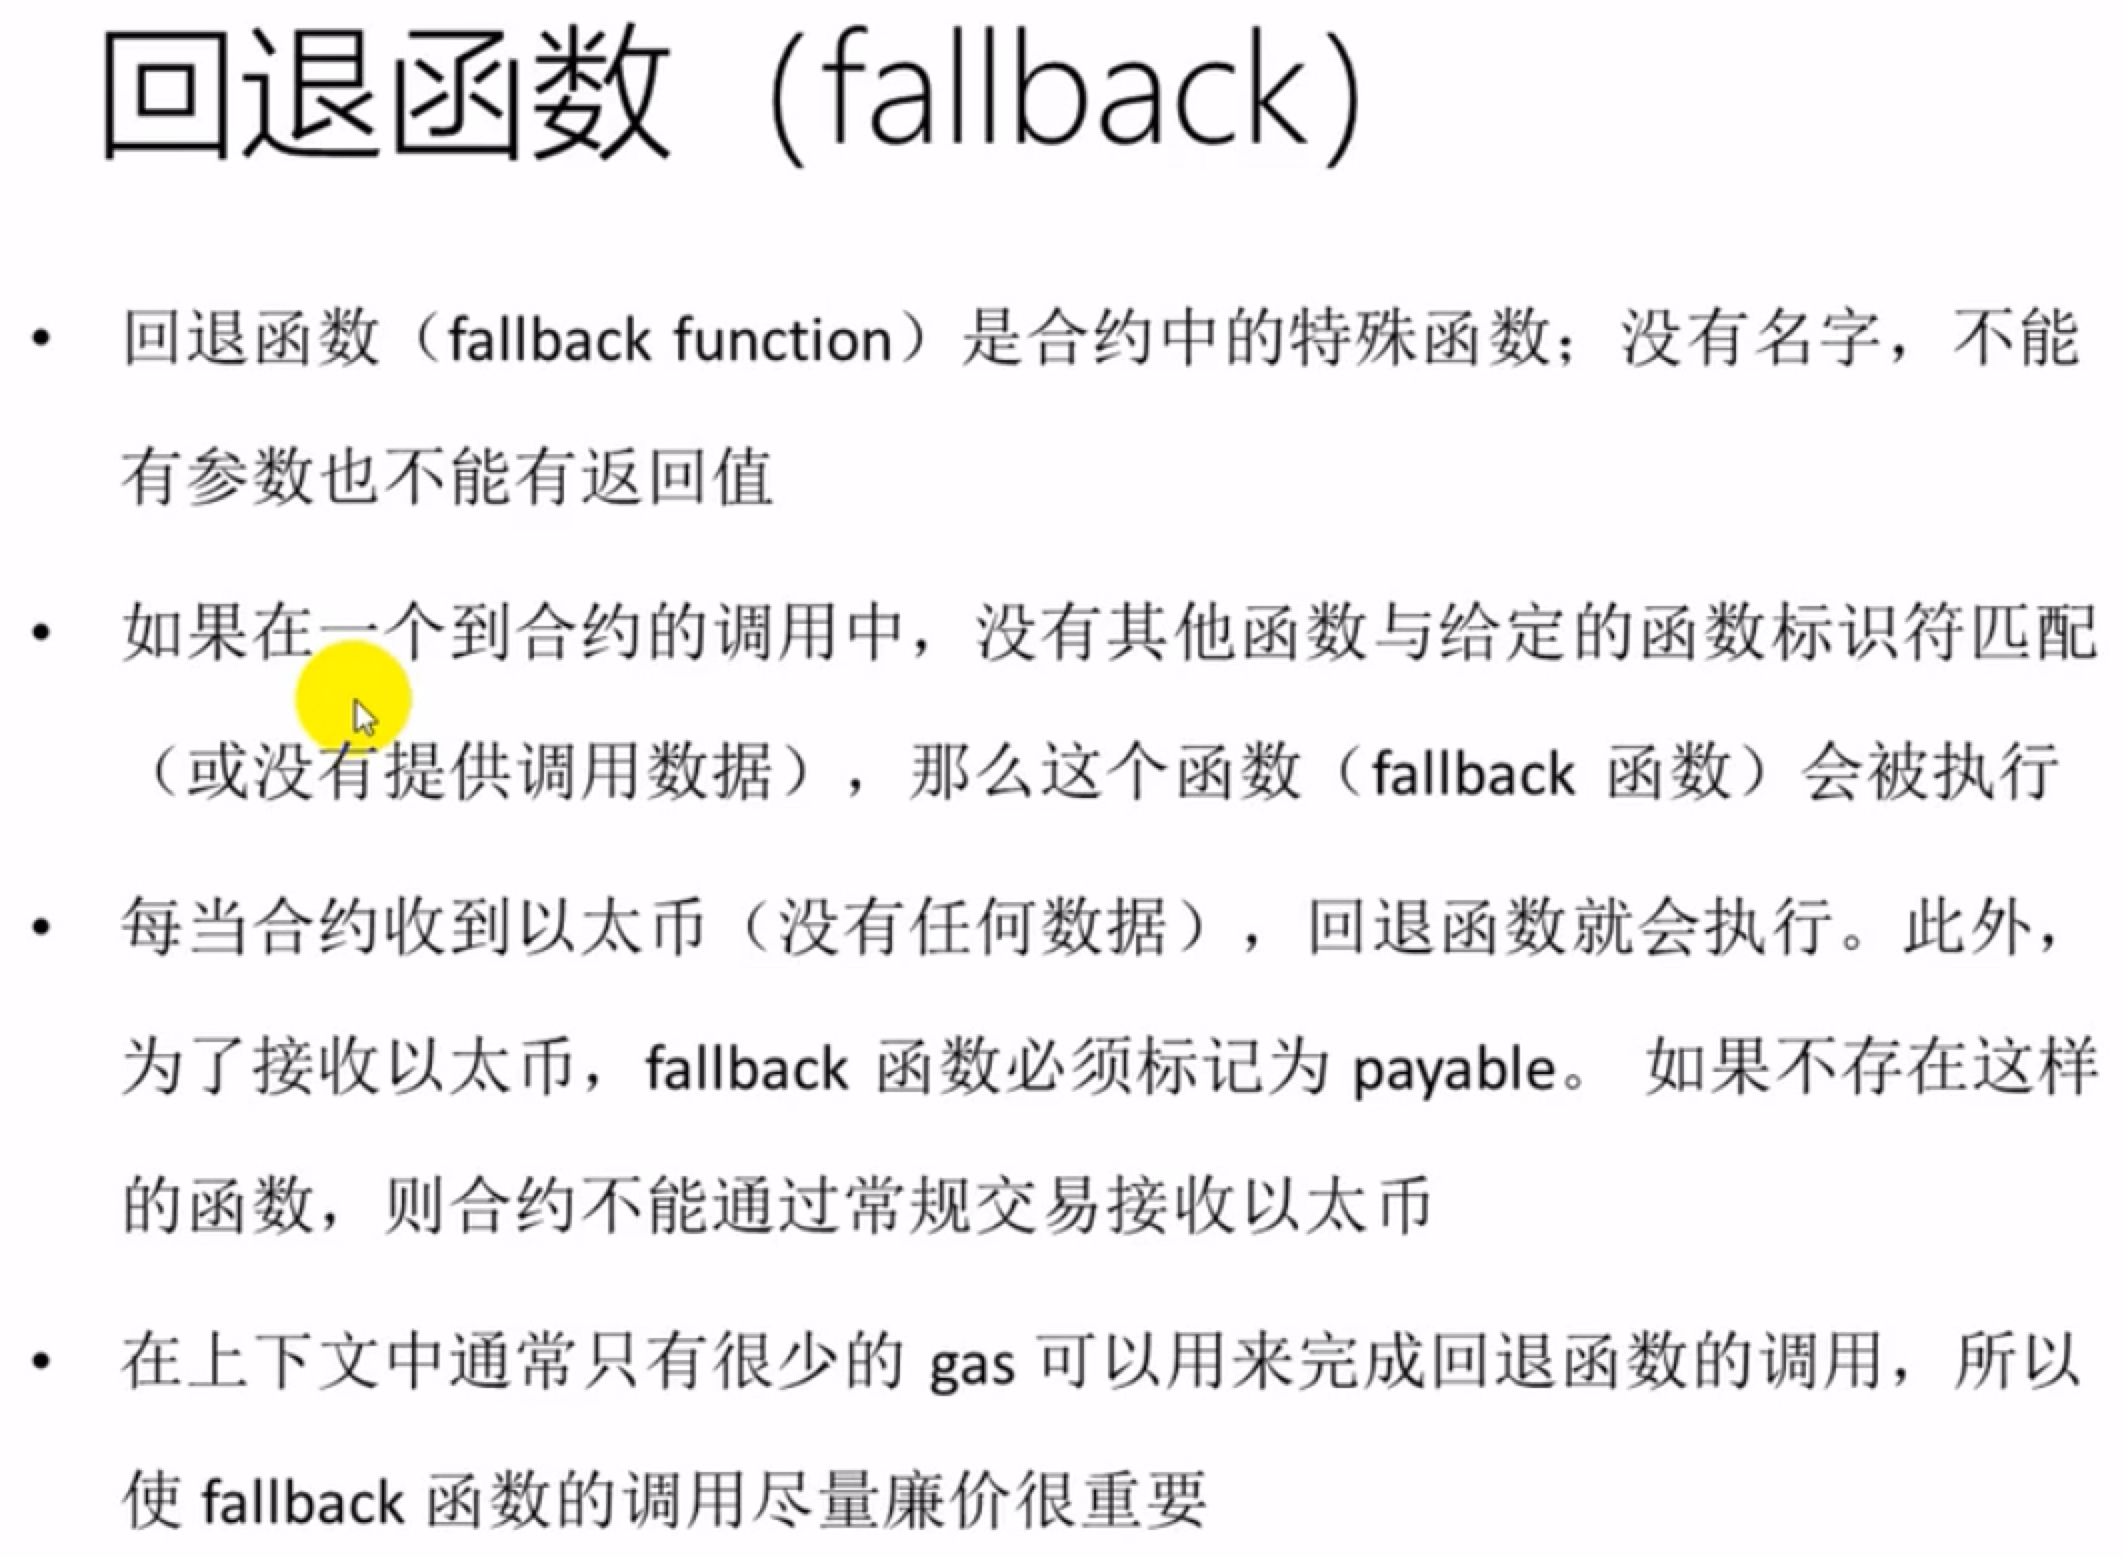 回退函数（fallback）
• 回退函数（fallback function）是合约中的特殊函数；没有名字，不能
有参数也不能有返回值
• 如果在一个到合约的调用中，没有其他函数与给定的函数标识符匹配
（或没有提供调用数据），那么这个函数（fallback 函数）会被执行
• 每当合约收到以太币（没有任何数据），回退函数就会执行。此外，
为了接收以太币，fallback 函数必须标记为 payable。 如果不存在这样
的函数，则合约不能通过常规交易接收以太币
• 在上下文中通常只有很少的 gas 可以用来完成回退函数的调用，所以
使 fallback 函数的调用尽量廉价很重要